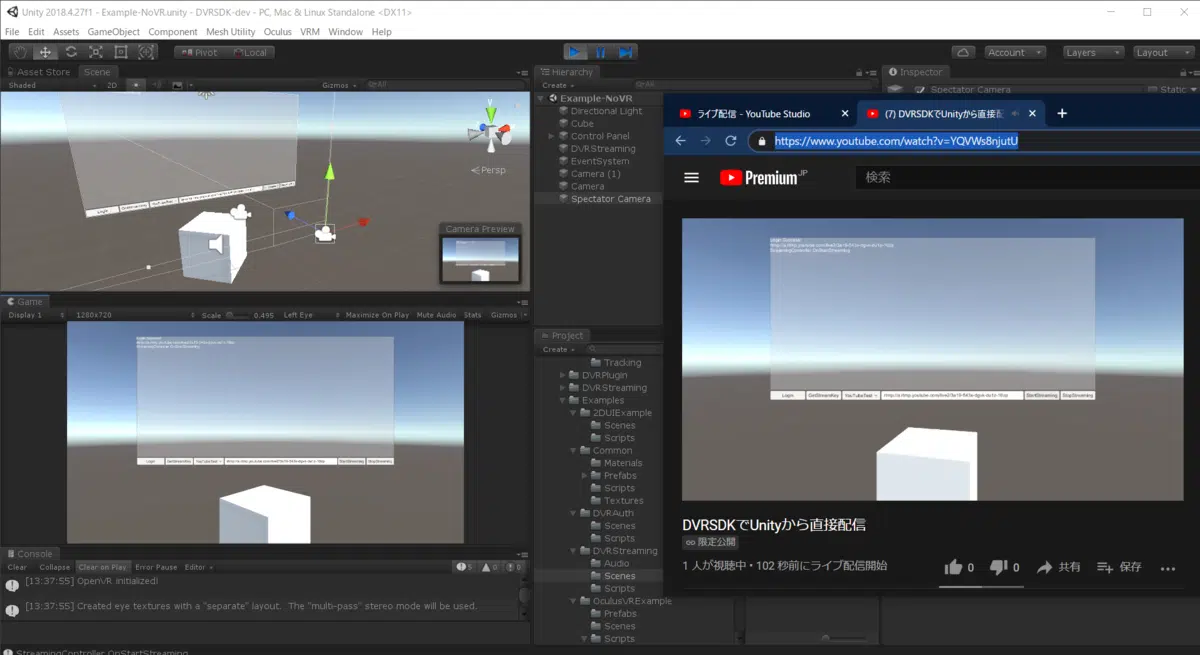 Unity 2018.4.27f1 - Example-NoVR.unity - DVRSDK-dev - PC, Mac & Linux Standalone <DX11>
File Edit Assets GameObject Component Mesh Utility Oculus VRM Window Help
Pivot Local
Account Layers Layout
Asset Store Scene
Shaded 2D Gizmos All
Persp
Camera Preview
Game
Display 1 1280x720 Scale 0.495 Left Eye Maximize On Play Mute Audio Stats Gizmos
Console
Clear Collapse Clear on Play Error Pause Editor 5 0 0
[13:37:55] OpenVR initialized!
[13:37:55] Created eye textures with a "separate" layout. The "multi-pass" stereo mode will be used.
StreamingController OnStartStreaming
Hierarchy
Create All
Example-NoVR
Directional Light
Cube
Control Panel
DVRStreaming
EventSystem
Camera (1)
Camera
Spectator Camera
Project
Create
Tracking
DVRPlugin
DVRStreaming
Examples
2DUIExample
Scenes
Scripts
Common
Materials
Prefabs
Scripts
Textures
DVRAuth
Scenes
Scripts
DVRStreaming
Audio
Scenes
Scripts
OculusVRExample
Prefabs
Scenes
Scripts
Inspector
Spectator Camera Static
ライブ配信 - YouTube Studio
(7) DVRSDKでUnityから直接配
https://www.youtube.com/watch?v=YQVWs8njutU
Premium JP
検索
Login GetStreamKey YouTubeTest StartStreaming StopStreaming
DVRSDKでUnityから直接配信
限定公開
1 人が視聴中・102 秒前にライブ配信開始
0 0 共有 保存